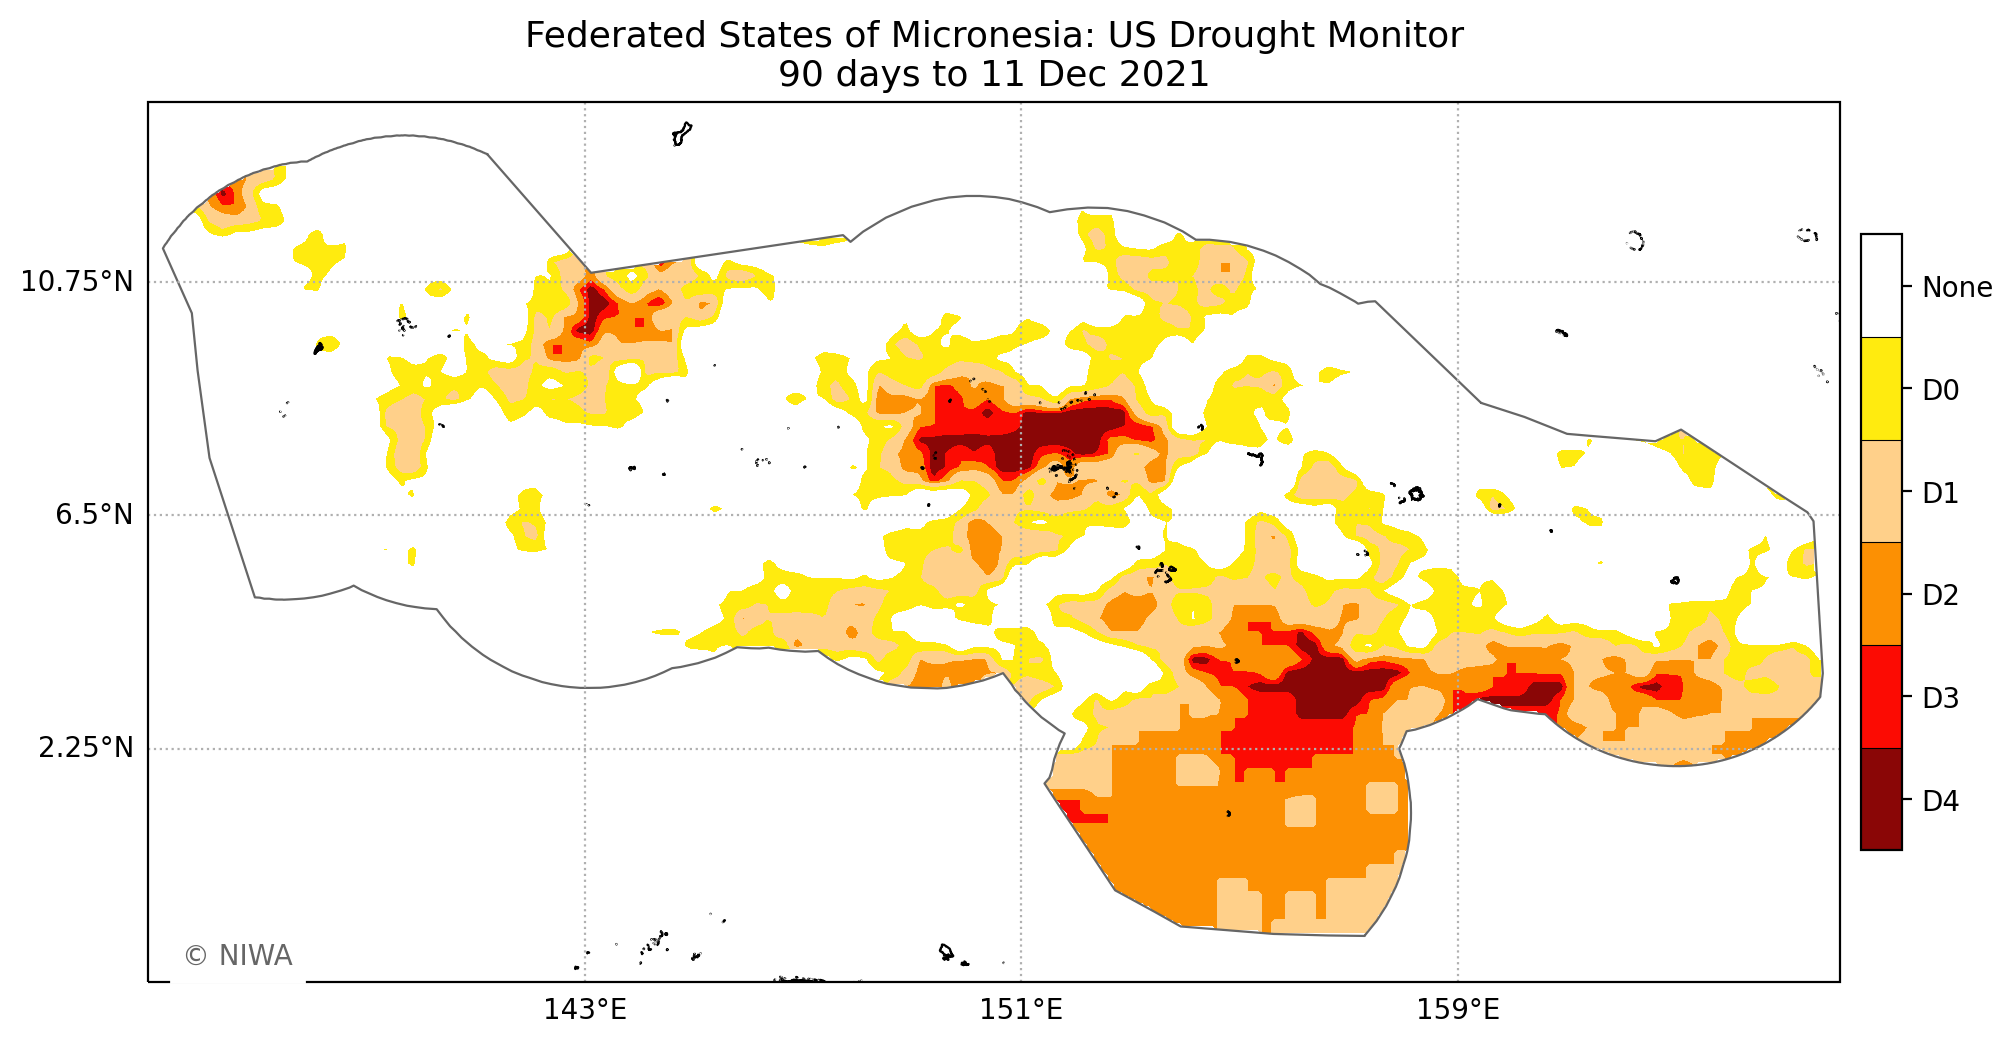 Federated States of Micronesia: US Drought Monitor
90 days to 11 Dec 2021
10.75°N
6.5°N
2.25°N
143°E
151°E
159°E
None
D0
D1
D2
D3
D4
© NIWA